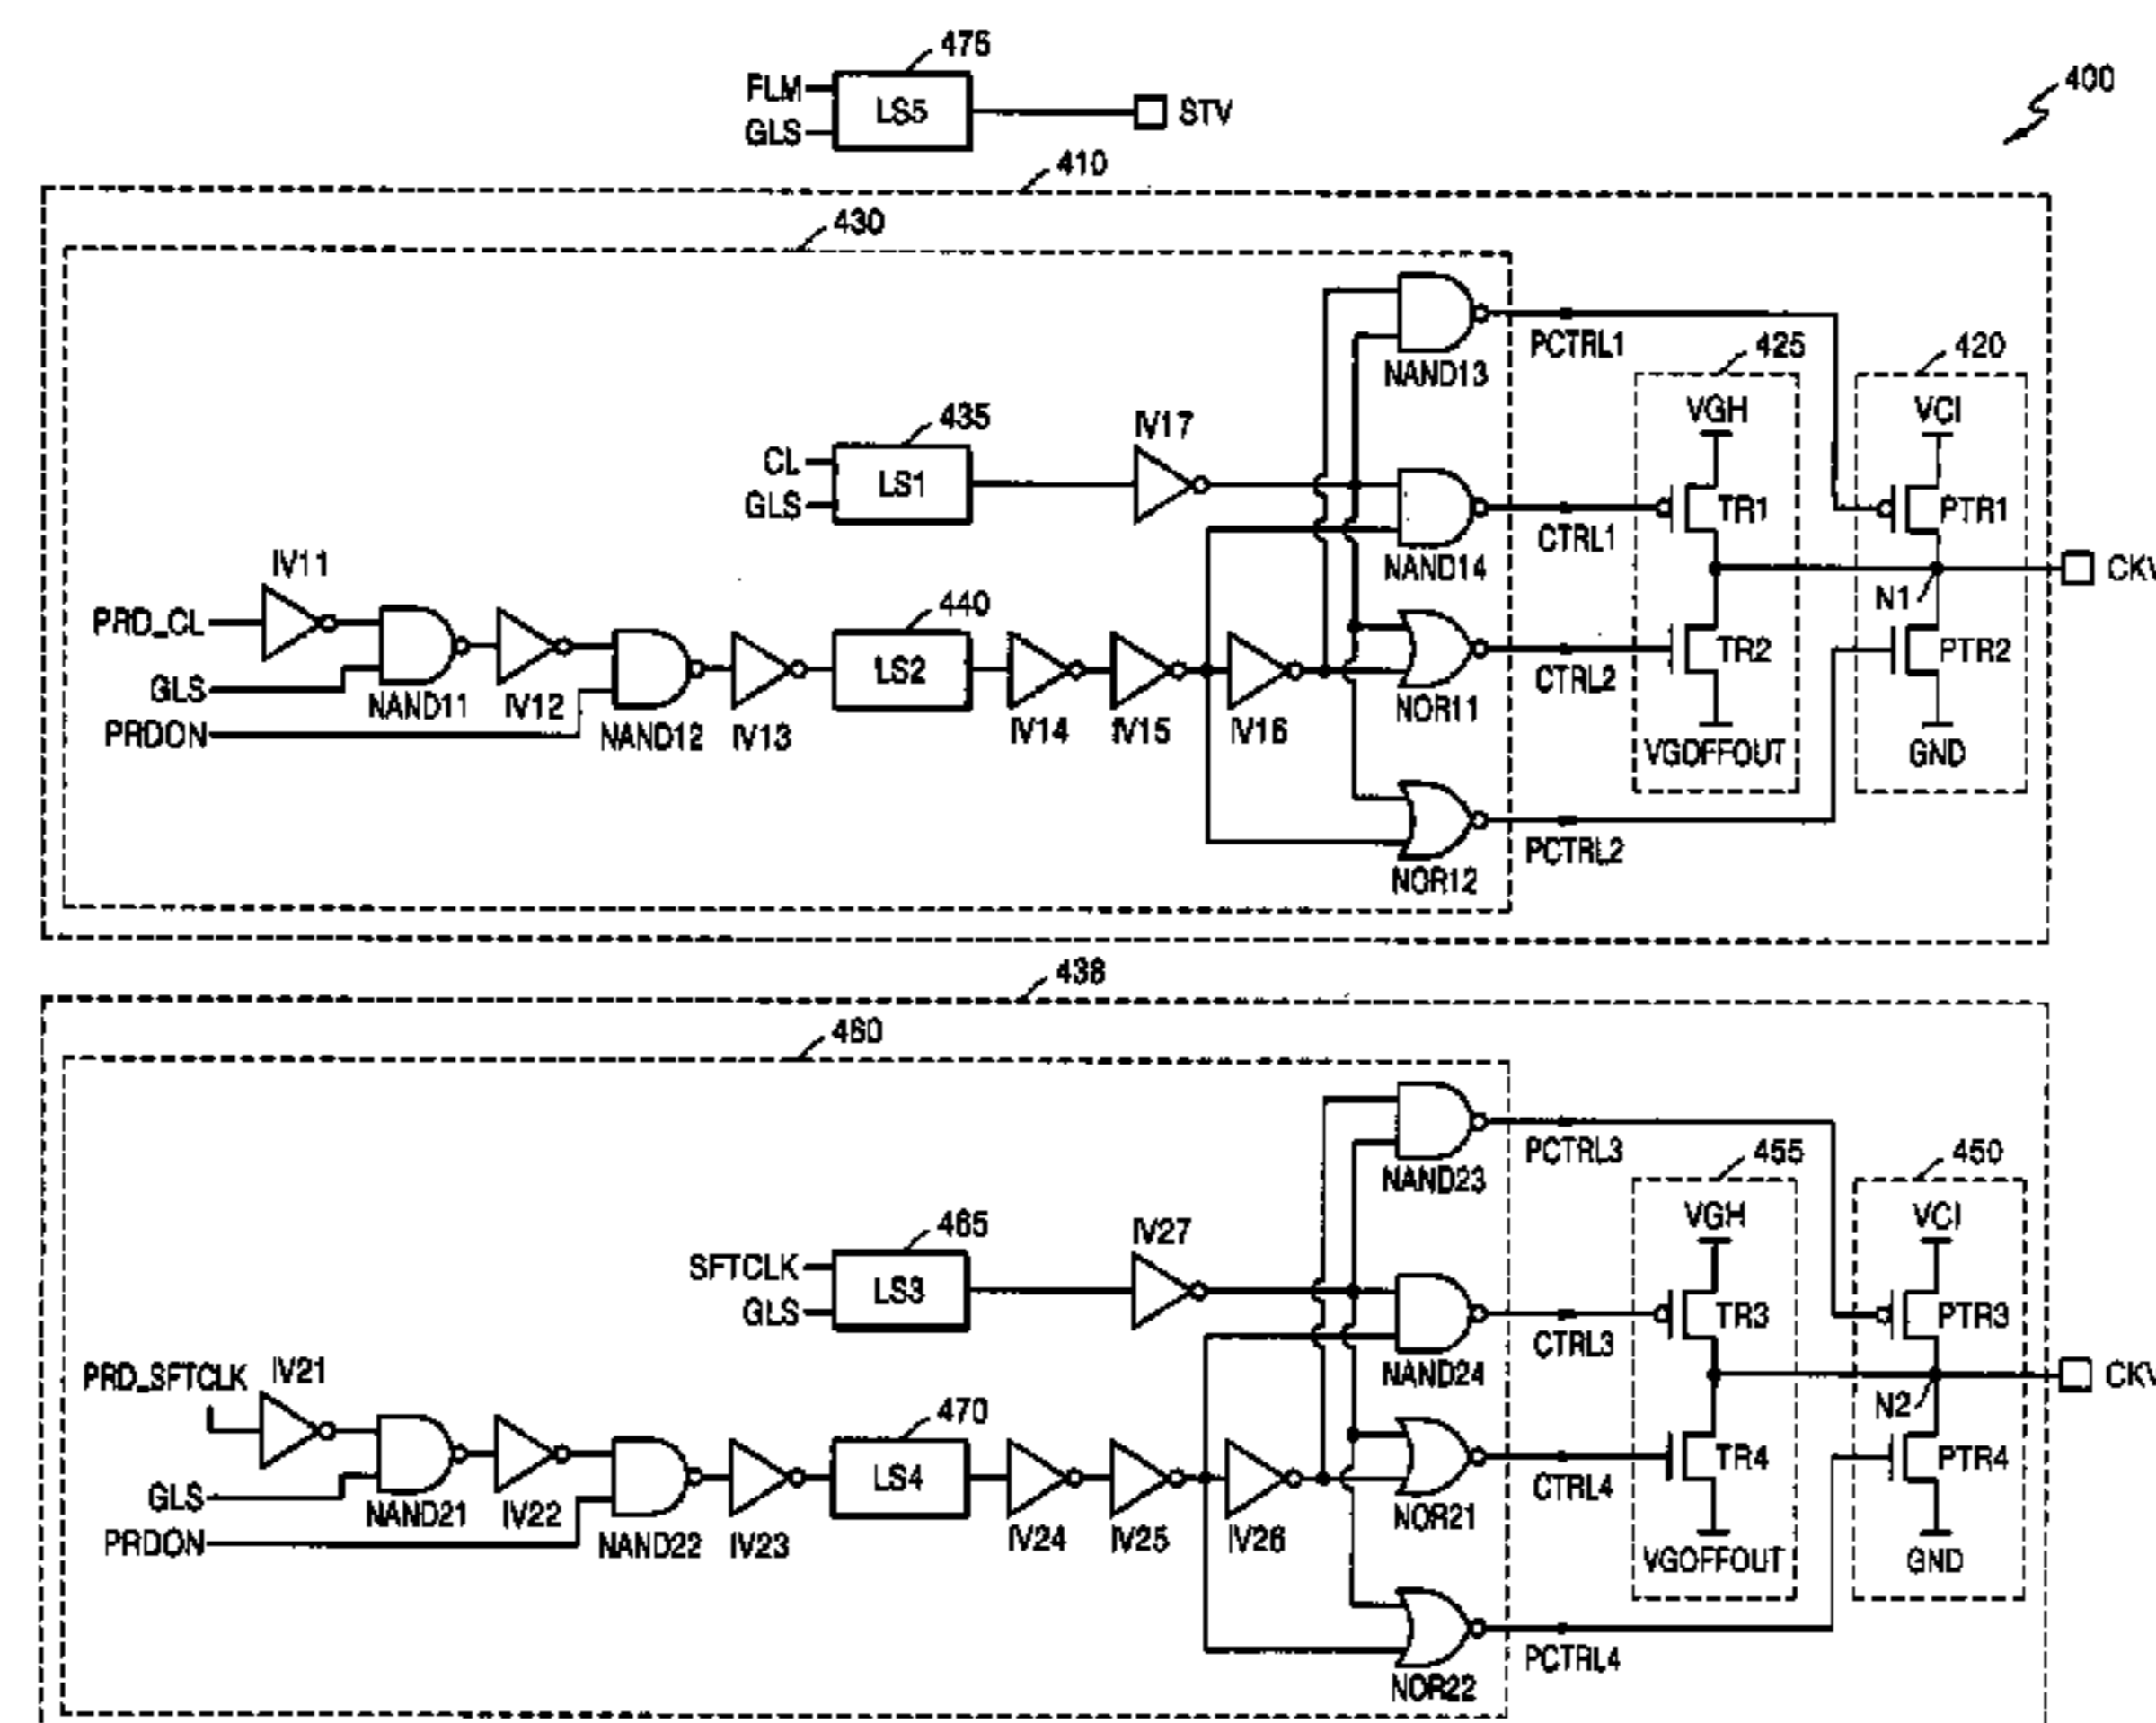 475
FLM
GLS
LS5
STV
400
410
430
NAND13
PCTRL1
425
420
VGH
VCI
435
CL
GLS
LS1
IV17
NAND14
CTRL1
TR1
PTR1
N1
CKV
IV11
PRD_CL
GLS
PRDON
NAND11
IV12
NAND12
IV13
440
LS2
IV14
IV15
IV16
NOR11
CTRL2
TR2
PTR2
VGOFFOUT
GND
NOR12
PCTRL2
438
460
NAND23
PCTRL3
455
450
VGH
VCI
465
SFTCLK
GLS
LS3
IV27
NAND24
CTRL3
TR3
PTR3
N2
CKV
PRD_SFTCLK
IV21
GLS
PRDON
NAND21
IV22
NAND22
IV23
470
LS4
IV24
IV25
IV26
NOR21
CTRL4
TR4
PTR4
VGOFFOUT
GND
NOR22
PCTRL4